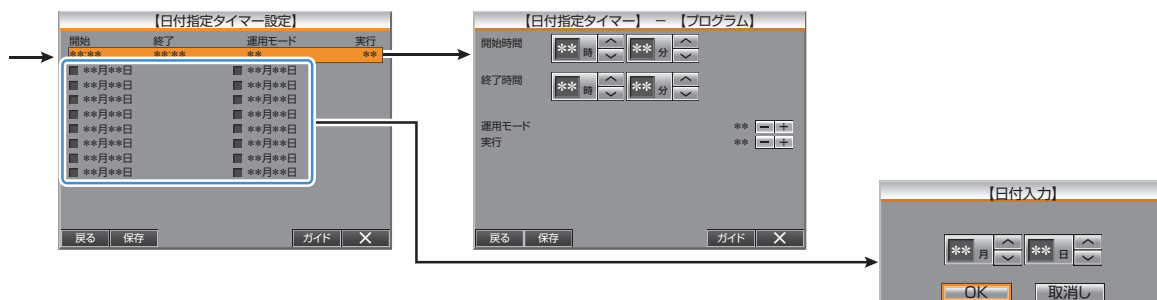 【日付指定タイマー設定】
開始 終了 運用モード 実行
**:** **:** ** **
**月**日 **月**日
**月**日 **月**日
**月**日 **月**日
**月**日 **月**日
**月**日 **月**日
**月**日 **月**日
**月**日 **月**日
**月**日 **月**日
戻る 保存 ガイド ×
【日付指定タイマー】 － 【プログラム】
開始時間 ** 時 ** 分
終了時間 ** 時 ** 分
運用モード ** － ＋
実行 ** － ＋
戻る 保存 ガイド ×
【日付入力】
** 月 ** 日
OK 取消し